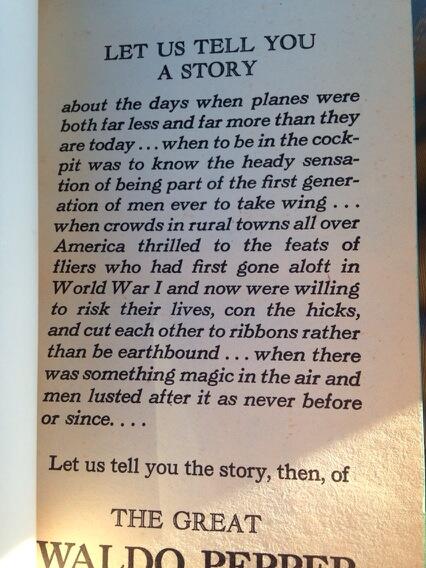 LET US TELL YOU
A STORY
about the days when planes were
both far less and far more than they
are today . . . when to be in the cock-
pit was to know the heady sensa-
tion of being part of the first gener-
ation of men ever to take wing . . .
when crowds in rural towns all over
America thrilled to the feats of
fliers who had first gone aloft in
World War I and now were willing
to risk their lives, con the hicks,
and cut each other to ribbons rather
than be earthbound . . . when there
was something magic in the air and
men lusted after it as never before
or since. . . .
Let us tell you the story, then, of
THE GREAT
WALDO PEPPER